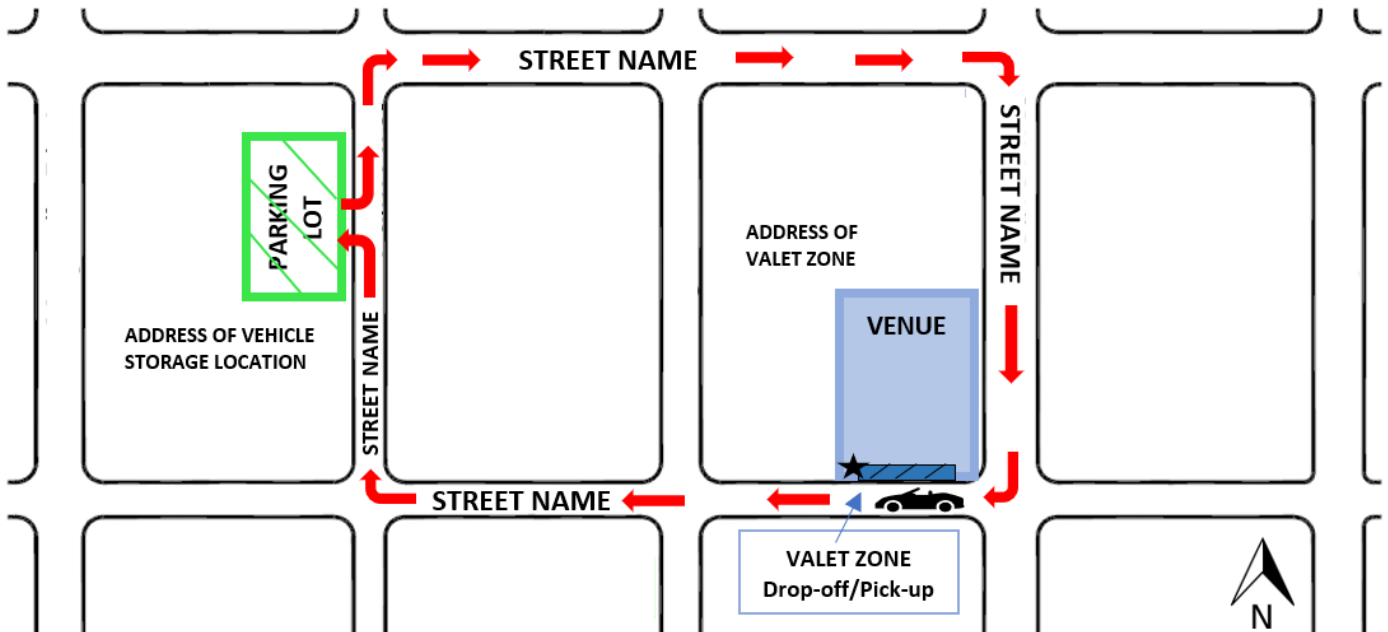 STREET NAME
STREET NAME
PARKING
LOT
ADDRESS OF
VALET ZONE
VENUE
ADDRESS OF VEHICLE
STORAGE LOCATION
STREET NAME
STREET NAME
VALET ZONE
Drop-off/Pick-up
N